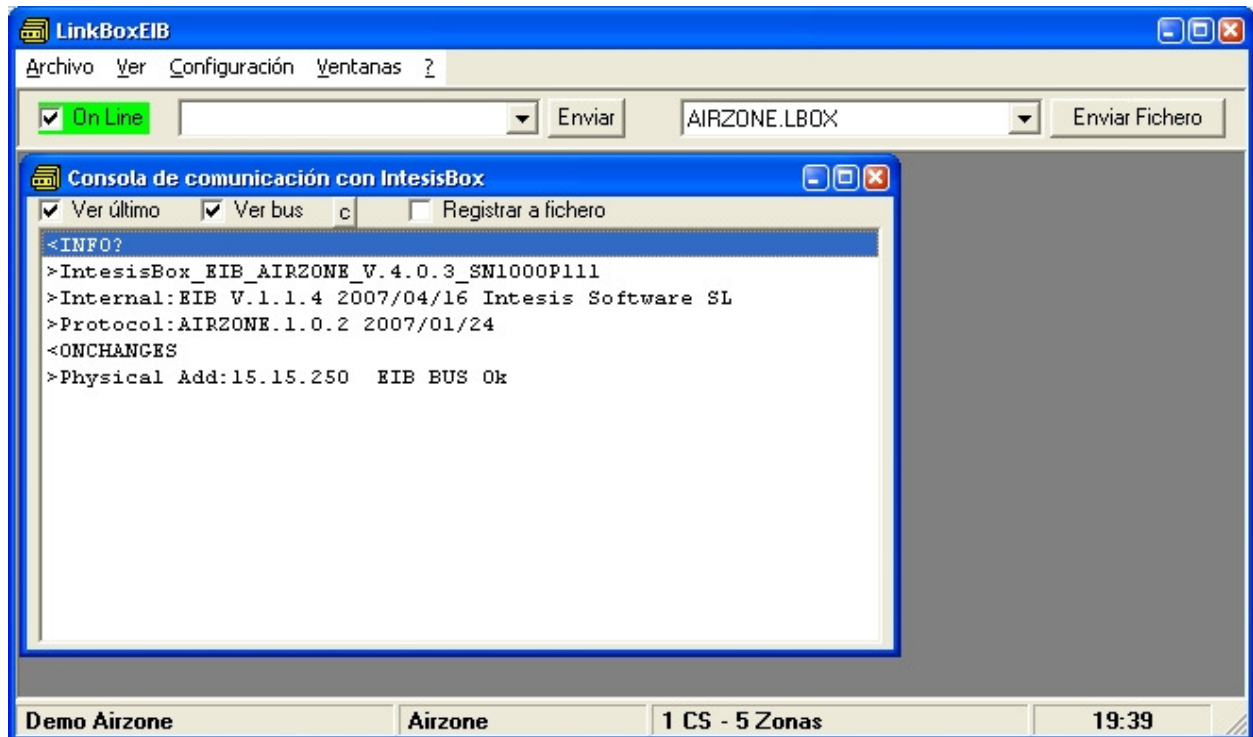 LinkBoxEIB
Archivo Ver Configuración Ventanas ?
On Line Enviar AIRZONE.LBOX Enviar Fichero
Consola de comunicación con IntesisBox
Ver último Ver bus c Registrar a fichero
<INFO?
>IntesisBox_EIB_AIRZONE_V.4.0.3_SN1000P111
>Internal:EIB V.1.1.4 2007/04/16 Intesis Software SL
>Protocol:AIRZONE.1.0.2 2007/01/24
<ONCHANGES
>Physical Add:15.15.250 EIB BUS Ok
Demo Airzone Airzone 1 CS - 5 Zonas 19:39